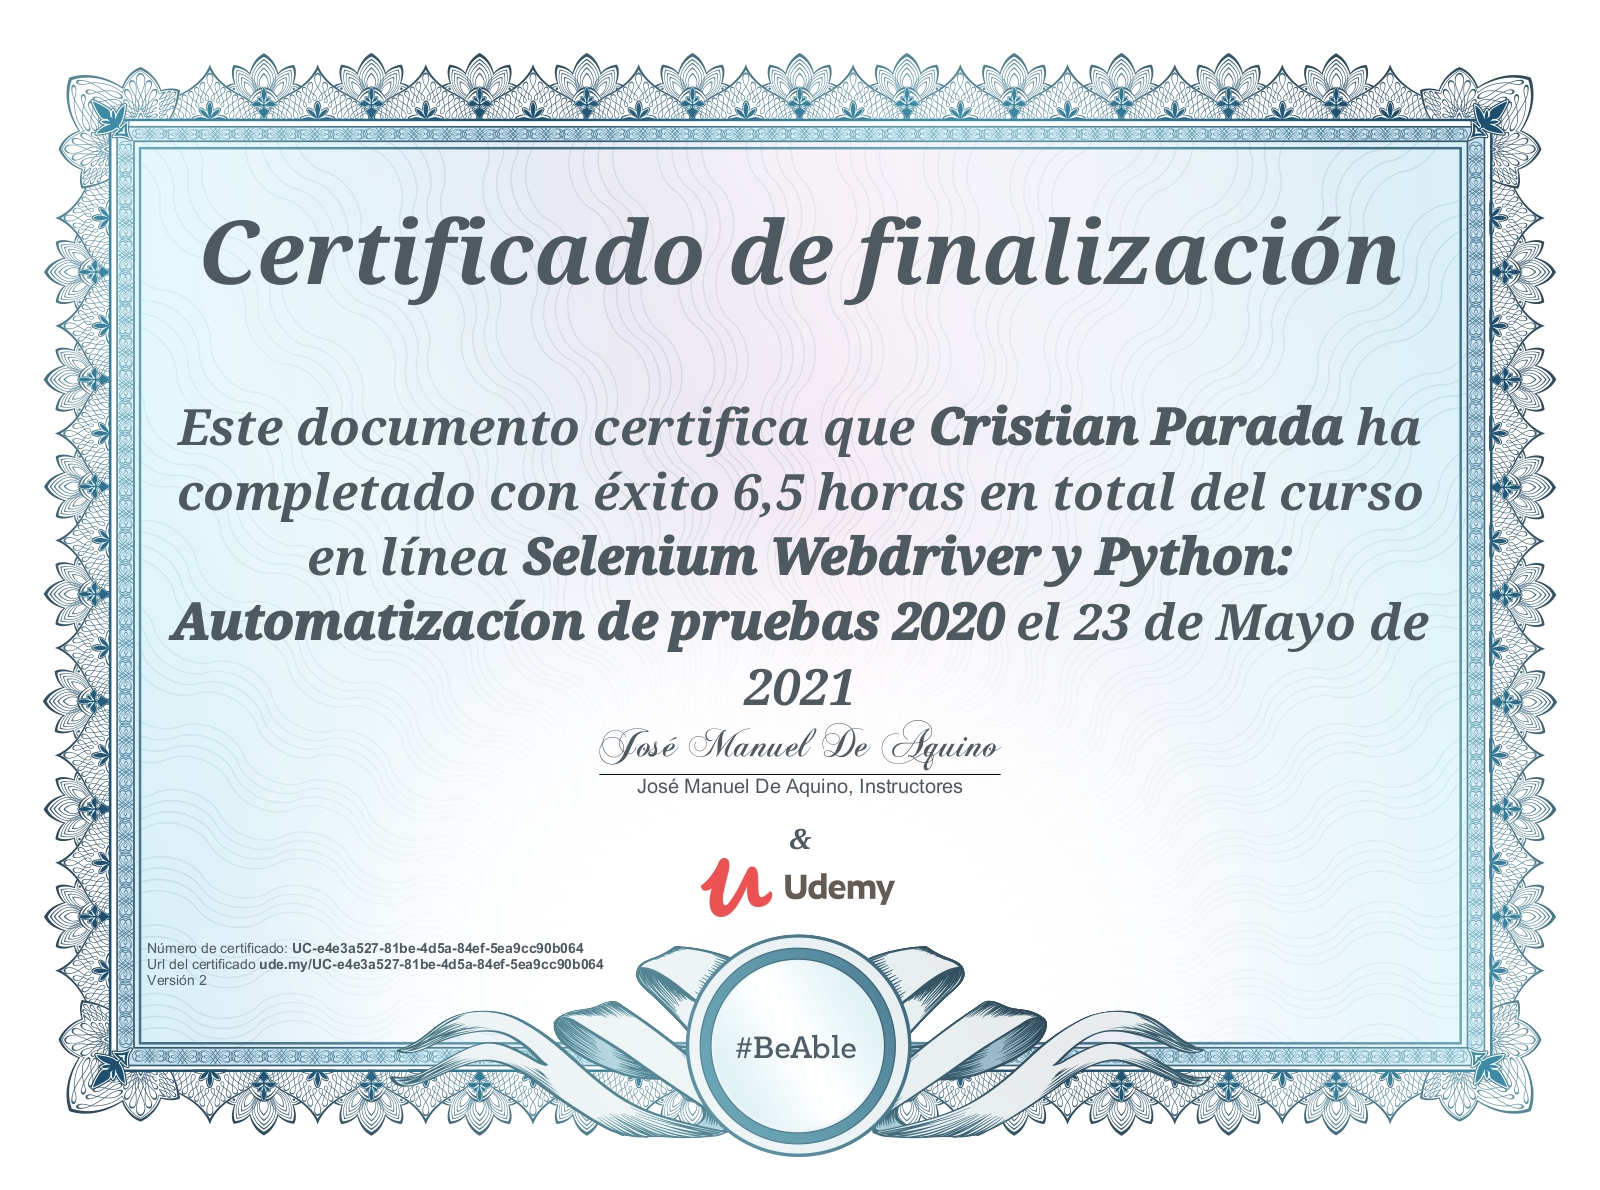 Certificado de finalización
Este documento certifica que Cristian Parada ha
completado con éxito 6,5 horas en total del curso
en línea Selenium Webdriver y Python:
Automatizacíon de pruebas 2020 el 23 de Mayo de
2021
José Manuel De Aquino
José Manuel De Aquino, Instructores
&
Udemy
Número de certificado: UC-e4e3a527-81be-4d5a-84ef-5ea9cc90b064
Url del certificado ude.my/UC-e4e3a527-81be-4d5a-84ef-5ea9cc90b064
Versión 2
#BeAble